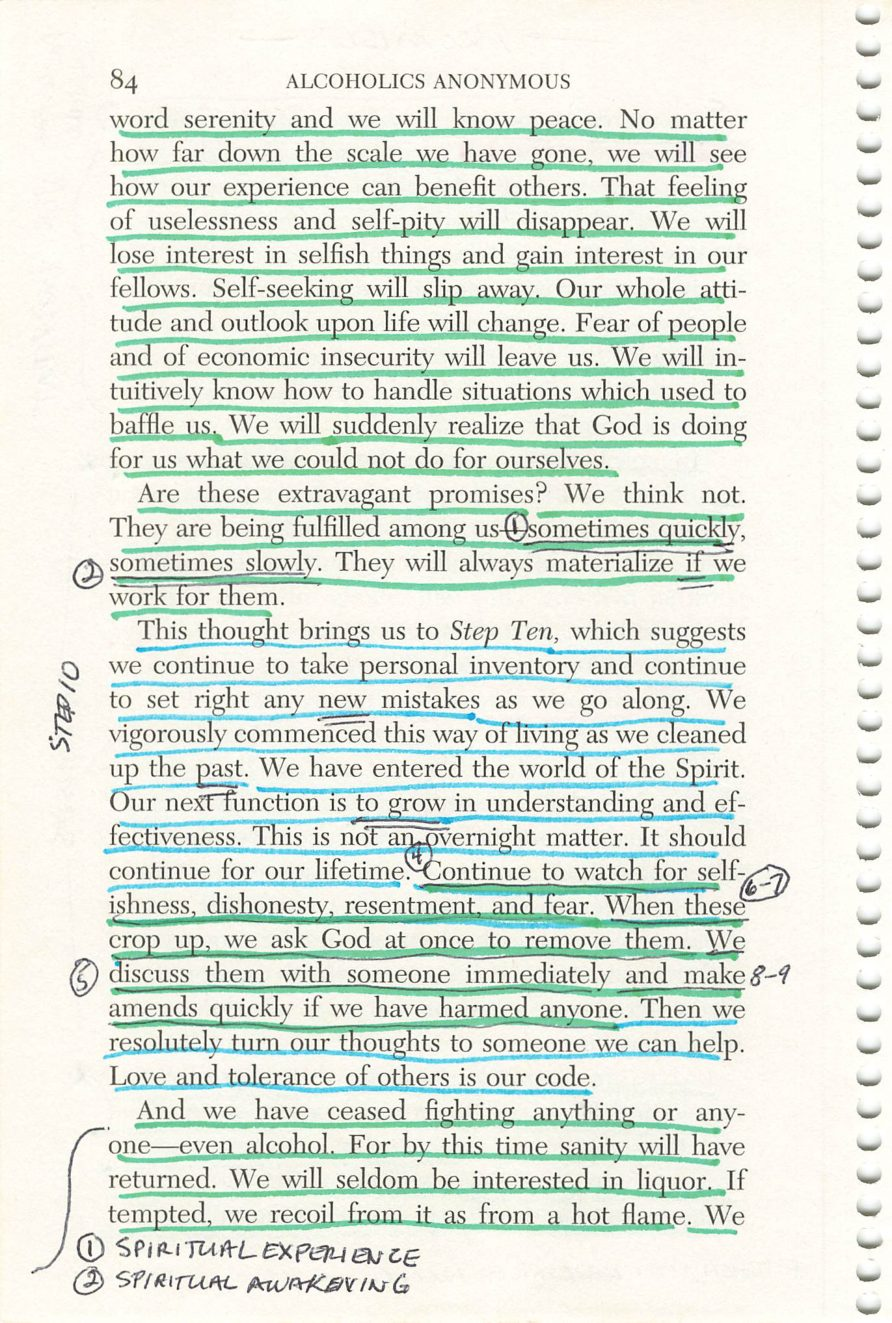 84 ALCOHOLICS ANONYMOUS
word serenity and we will know peace. No matter
how far down the scale we have gone, we will see
how our experience can benefit others. That feeling
of uselessness and self-pity will disappear. We will
lose interest in selfish things and gain interest in our
fellows. Self-seeking will slip away. Our whole atti-
tude and outlook upon life will change. Fear of people
and of economic insecurity will leave us. We will in-
tuitively know how to handle situations which used to
baffle us. We will suddenly realize that God is doing
for us what we could not do for ourselves.
Are these extravagant promises? We think not.
They are being fulfilled among us—① sometimes quickly,
② sometimes slowly. They will always materialize if we
work for them.
This thought brings us to Step Ten, which suggests
we continue to take personal inventory and continue
STEP 10
to set right any new mistakes as we go along. We
vigorously commenced this way of living as we cleaned
up the past. We have entered the world of the Spirit.
Our next function is to grow in understanding and ef-
fectiveness. This is not an overnight matter. It should
continue for our lifetime. ④ Continue to watch for self-
6-7
ishness, dishonesty, resentment, and fear. When these
crop up, we ask God at once to remove them. We
⑤ discuss them with someone immediately and make 8-9
amends quickly if we have harmed anyone. Then we
resolutely turn our thoughts to someone we can help.
Love and tolerance of others is our code.
And we have ceased fighting anything or any-
one—even alcohol. For by this time sanity will have
returned. We will seldom be interested in liquor. If
tempted, we recoil from it as from a hot flame. We
① SPIRITUAL EXPERIENCE
② SPIRITUAL AWAKEVING